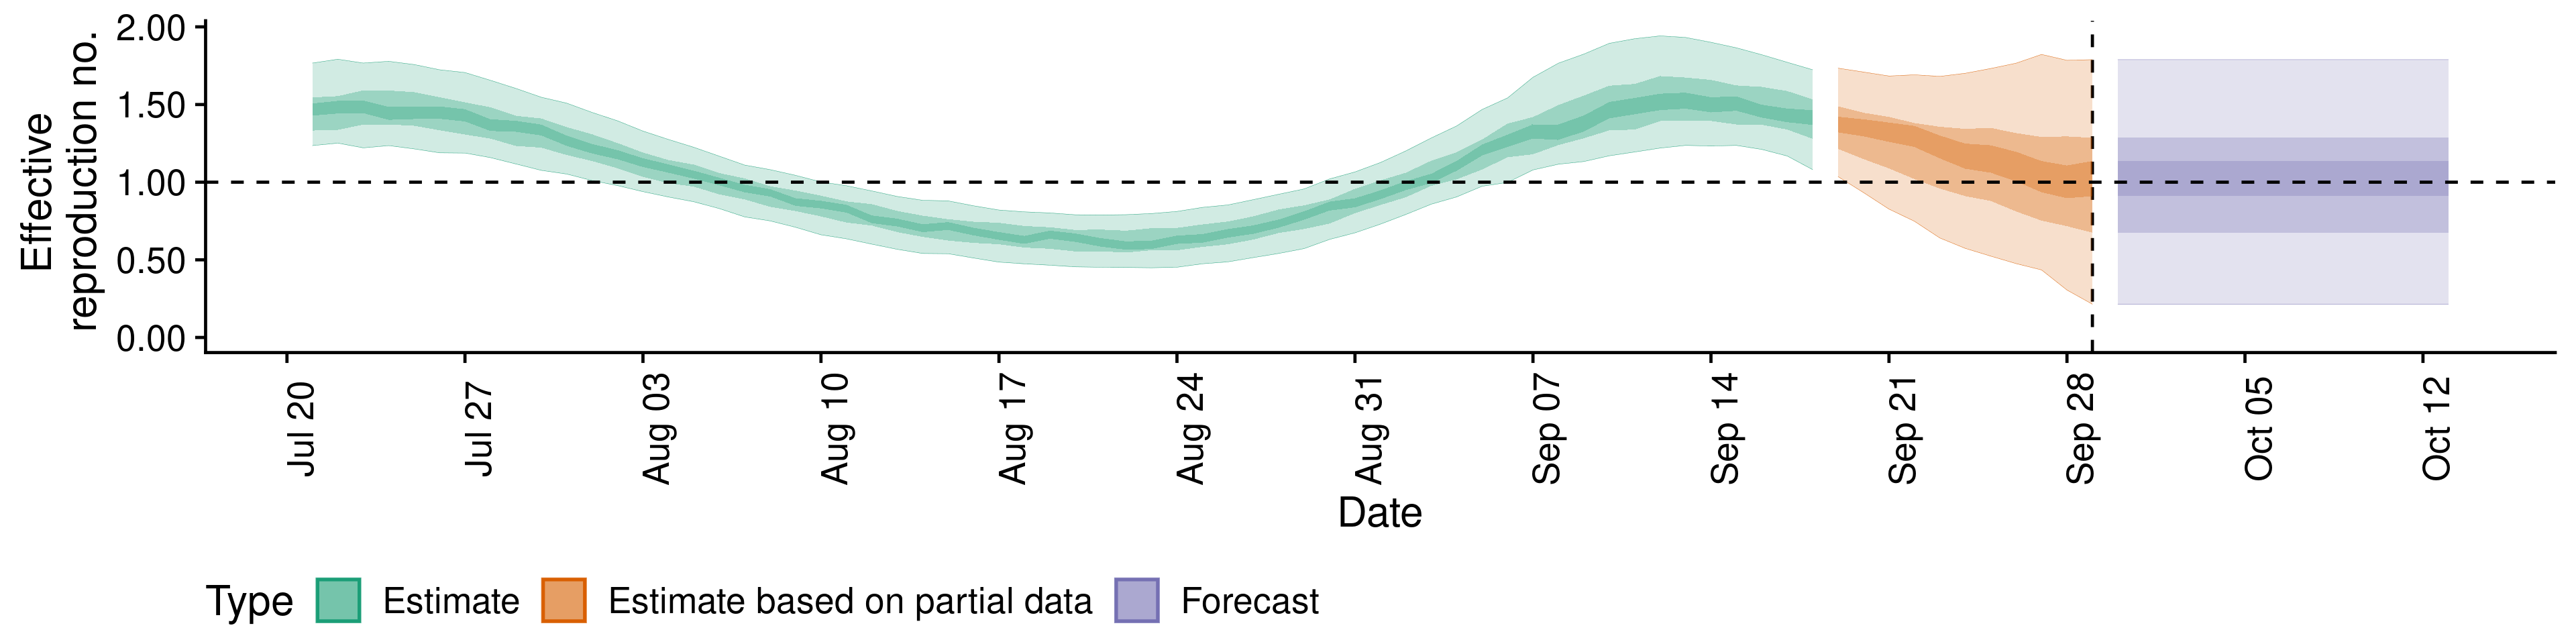 Effective
reproduction no.
2.00
1.50
1.00
0.50
0.00
Jul 20
Jul 27
Aug 03
Aug 10
Aug 17
Aug 24
Aug 31
Sep 07
Sep 14
Sep 21
Sep 28
Oct 05
Oct 12
Date
Type Estimate Estimate based on partial data Forecast